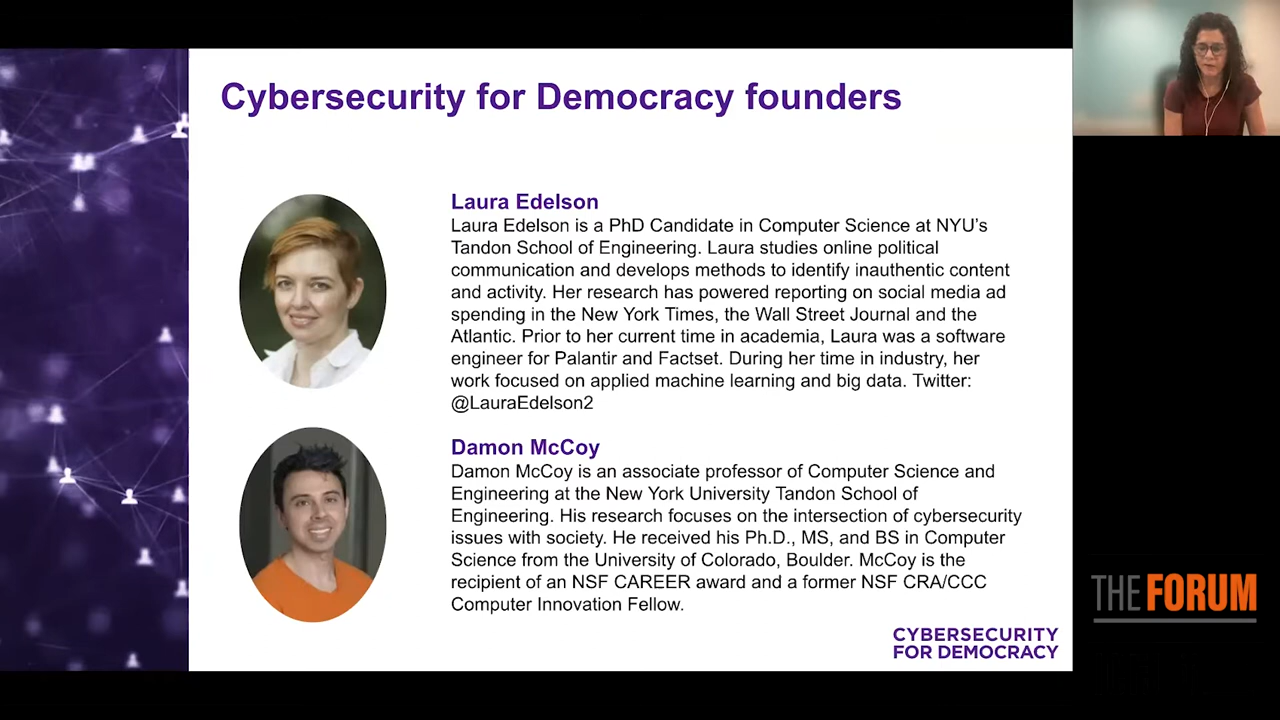 Cybersecurity for Democracy founders
Laura Edelson
Laura Edelson is a PhD Candidate in Computer Science at NYU’s
Tandon School of Engineering. Laura studies online political
communication and develops methods to identify inauthentic content
and activity. Her research has powered reporting on social media ad
spending in the New York Times, the Wall Street Journal and the
Atlantic. Prior to her current time in academia, Laura was a software
engineer for Palantir and Factset. During her time in industry, her
work focused on applied machine learning and big data. Twitter:
@LauraEdelson2
Damon McCoy
Damon McCoy is an associate professor of Computer Science and
Engineering at the New York University Tandon School of
Engineering. His research focuses on the intersection of cybersecurity
issues with society. He received his Ph.D., MS, and BS in Computer
Science from the University of Colorado, Boulder. McCoy is the
recipient of an NSF CAREER award and a former NSF CRA/CCC
Computer Innovation Fellow.
CYBERSECURITY
FOR DEMOCRACY
THE FORUM